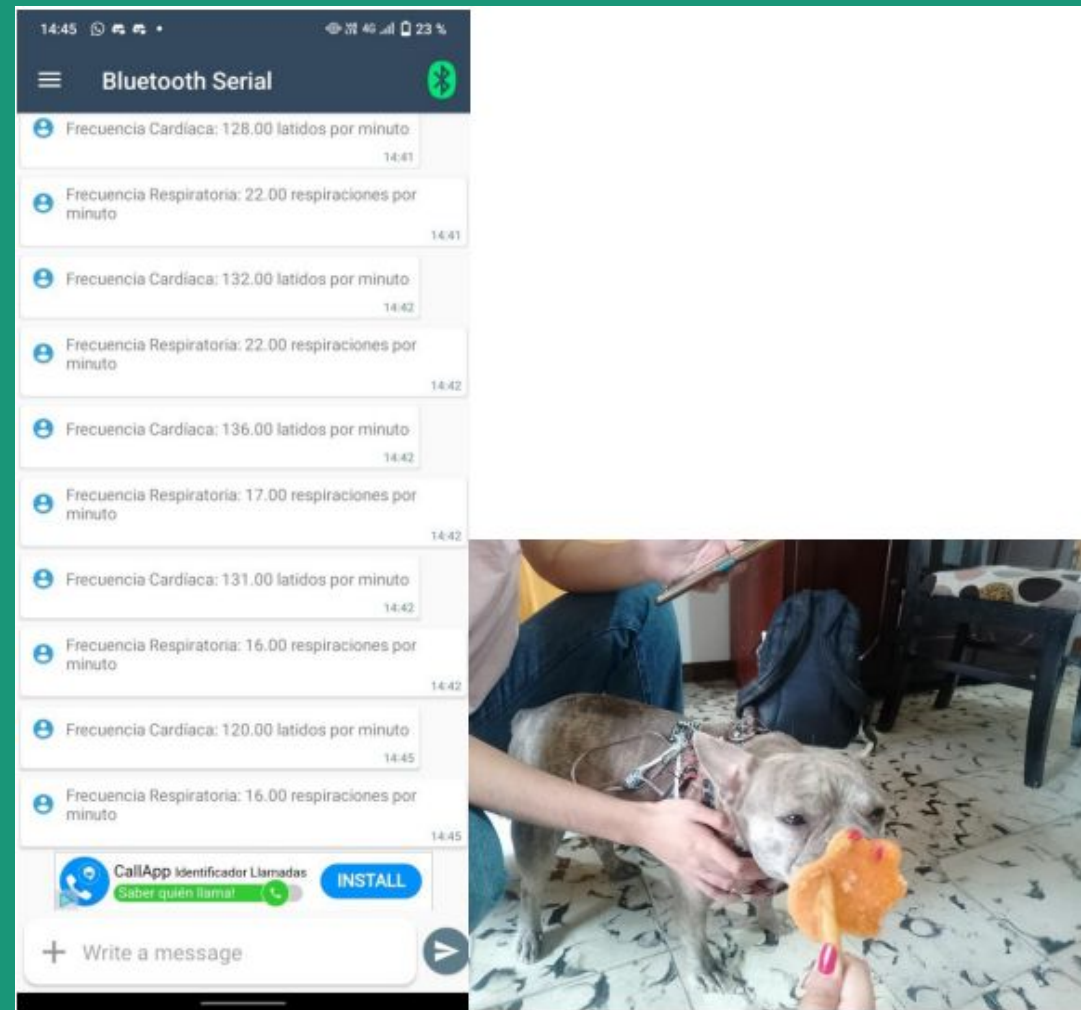 14:45
4G
23 %
Bluetooth Serial
Frecuencia Cardíaca: 128.00 latidos por minuto
14:41
Frecuencia Respiratoria: 22.00 respiraciones por
minuto
14:41
Frecuencia Cardíaca: 132.00 latidos por minuto
14:42
Frecuencia Respiratoria: 22.00 respiraciones por
minuto
14:42
Frecuencia Cardíaca: 136.00 latidos por minuto
14:42
Frecuencia Respiratoria: 17.00 respiraciones por
minuto
14:42
Frecuencia Cardíaca: 131.00 latidos por minuto
14:42
Frecuencia Respiratoria: 16.00 respiraciones por
minuto
14:42
Frecuencia Cardíaca: 120.00 latidos por minuto
14:45
Frecuencia Respiratoria: 16.00 respiraciones por
minuto
14:45
CallApp Identificador Llamadas
Saber quién llama!
INSTALL
Write a message